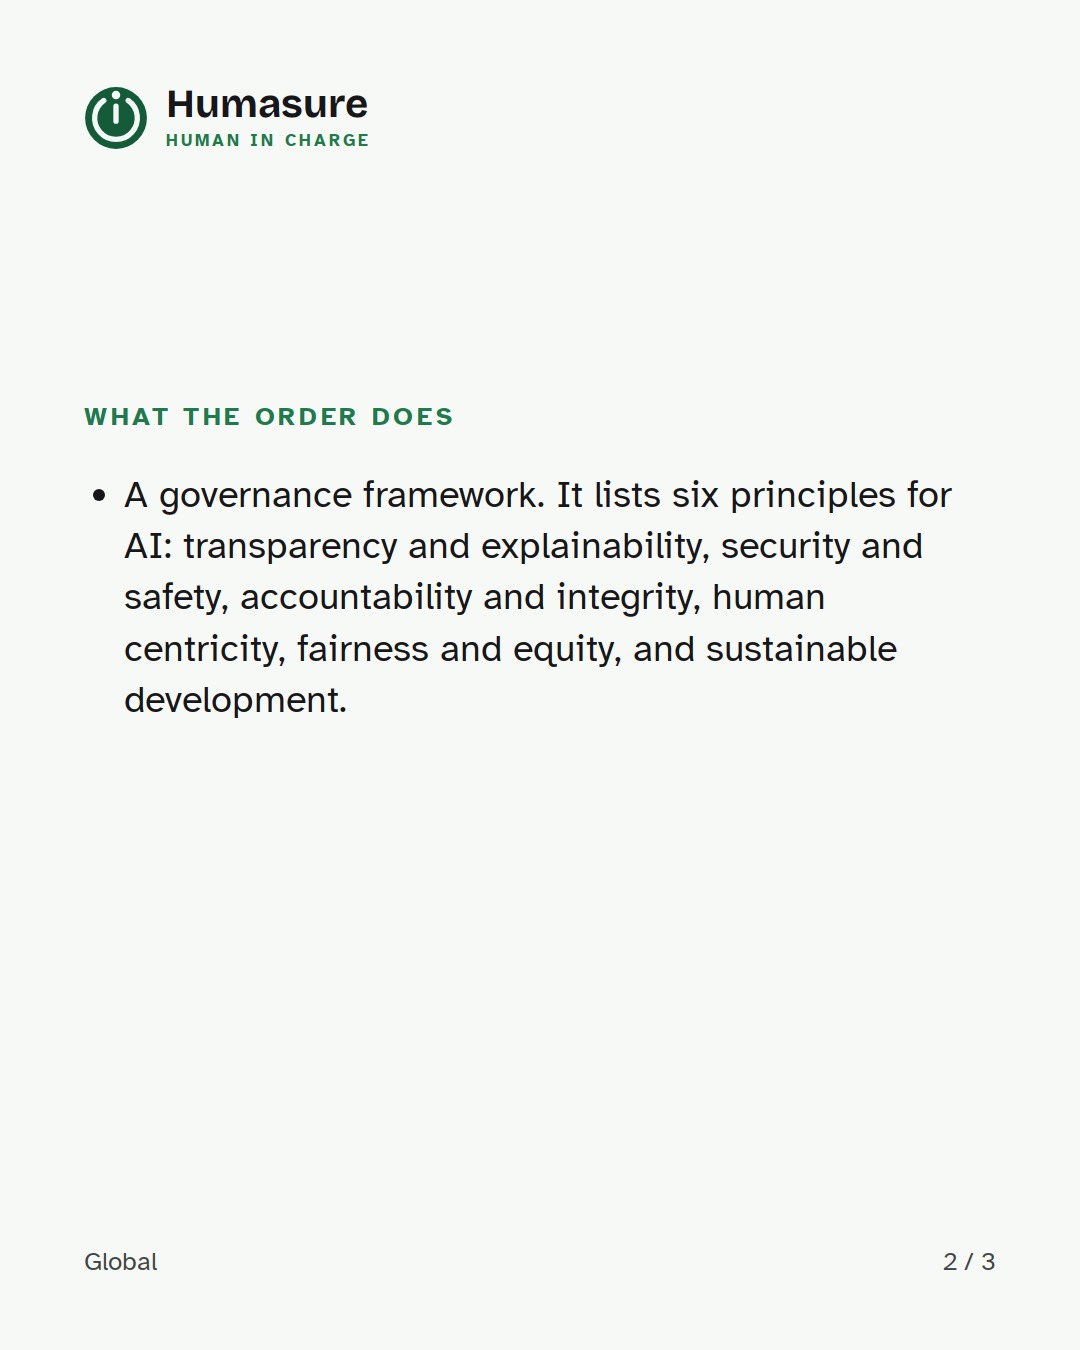 Humasure
HUMAN IN CHARGE
WHAT THE ORDER DOES
• A governance framework. It lists six principles for
AI: transparency and explainability, security and
safety, accountability and integrity, human
centricity, fairness and equity, and sustainable
development.
Global
2 / 3